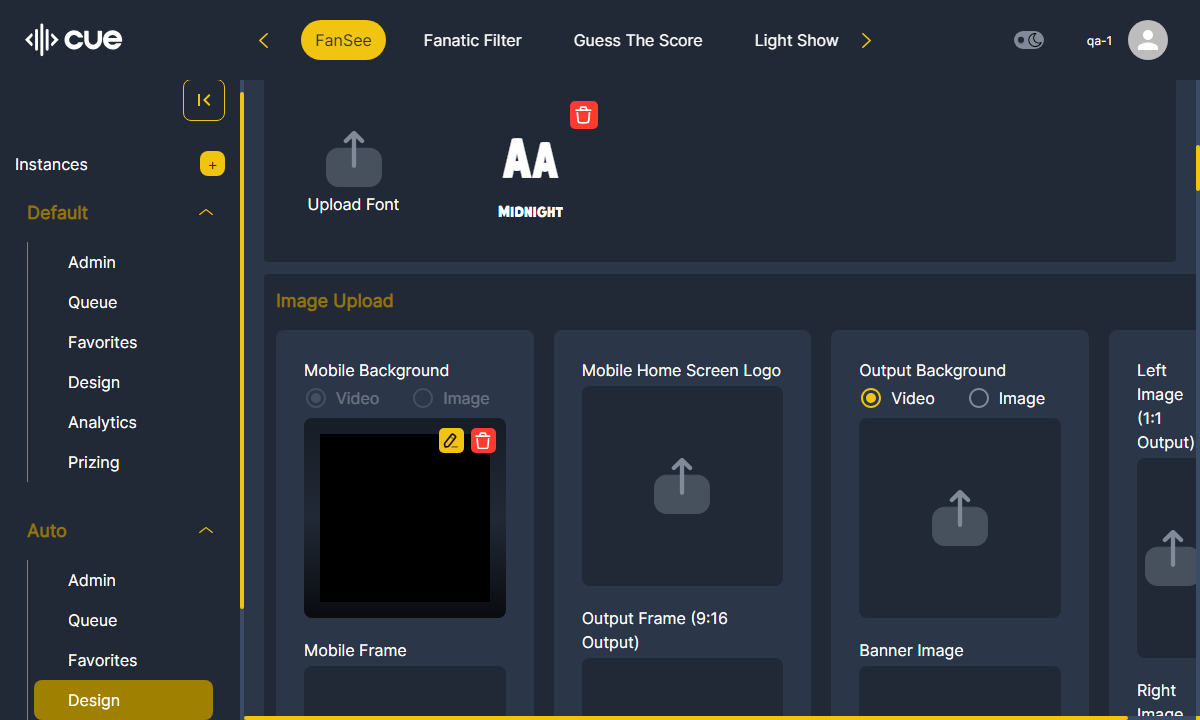 cue
FanSee
Fanatic Filter
Guess The Score
Light Show
qa-1
Instances
+
Default
Admin
Queue
Favorites
Design
Analytics
Prizing
Auto
Admin
Queue
Favorites
Design
Upload Font
AA
MIDNIGHT
Image Upload
Mobile Background
Video
Image
Mobile Frame
Mobile Home Screen Logo
Output Frame (9:16
Output)
Output Background
Video
Image
Banner Image
Left
Image
(1:1
Output)
Right
Image